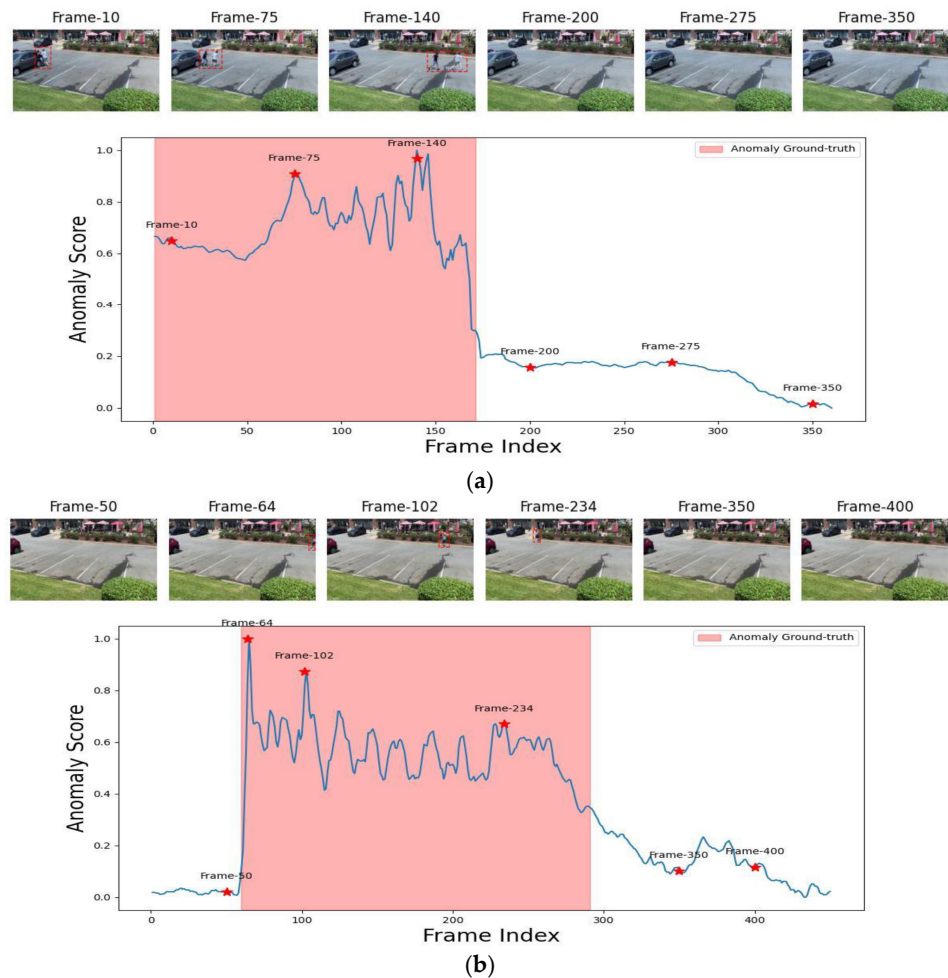 Frame-10 Frame-75 Frame-140 Frame-200 Frame-275 Frame-350
Anomaly Score
1.0
0.8
0.6
0.4
0.2
0.0
Frame-140
Frame-75
Frame-10
Frame-200
Frame-275
Frame-350
Anomaly Ground-truth
0 50 100 150 200 250 300 350
Frame Index
(a)
Frame-50 Frame-64 Frame-102 Frame-234 Frame-350 Frame-400
Anomaly Score
1.0
0.8
0.6
0.4
0.2
0.0
Frame-64
Frame-102
Frame-234
Frame-50
Frame-350
Frame-400
Anomaly Ground-truth
0 100 200 300 400
Frame Index
(b)